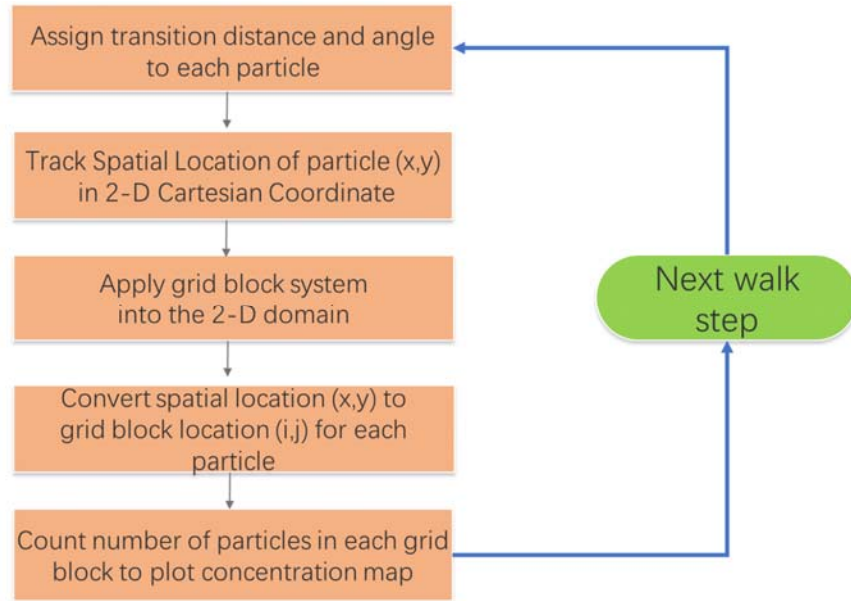 Assign transition distance and angle
to each particle
Track Spatial Location of particle (x,y)
in 2-D Cartesian Coordinate
Apply grid block system
into the 2-D domain
Convert spatial location (x,y) to
grid block location (i,j) for each
particle
Count number of particles in each grid
block to plot concentration map
Next walk
step